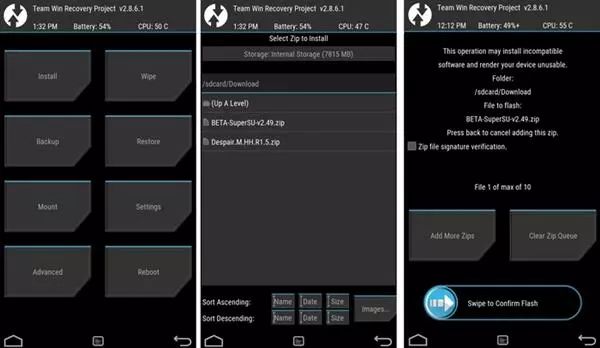 Team Win Recovery Project v2.8.6.1
1:32 PM Battery: 54% CPU: 50 C
Install
Wipe
Backup
Restore
Mount
Settings
Advanced
Reboot
Team Win Recovery Project v2.8.6.1
1:32 PM Battery: 54% CPU: 47 C
Select Zip to Install
Storage: Internal Storage (7815 MB)
/sdcard/Download
(Up A Level)
BETA-SuperSU-v2.49.zip
Despair.M.HH.R1.5.zip
Sort Ascending: Name Date Size
Sort Descending: Name Date Size
Images...
Team Win Recovery Project v2.8.6.1
12:12 PM Battery: 49%+ CPU: 55 C
This operation may install incompatible
software and render your device unusable.
Folder:
/sdcard/Download
File to flash:
BETA-SuperSU-v2.49.zip
Press back to cancel adding this zip.
Zip file signature verification.
File 1 of max of 10
Add More Zips
Clear Zip Queue
Swipe to Confirm Flash